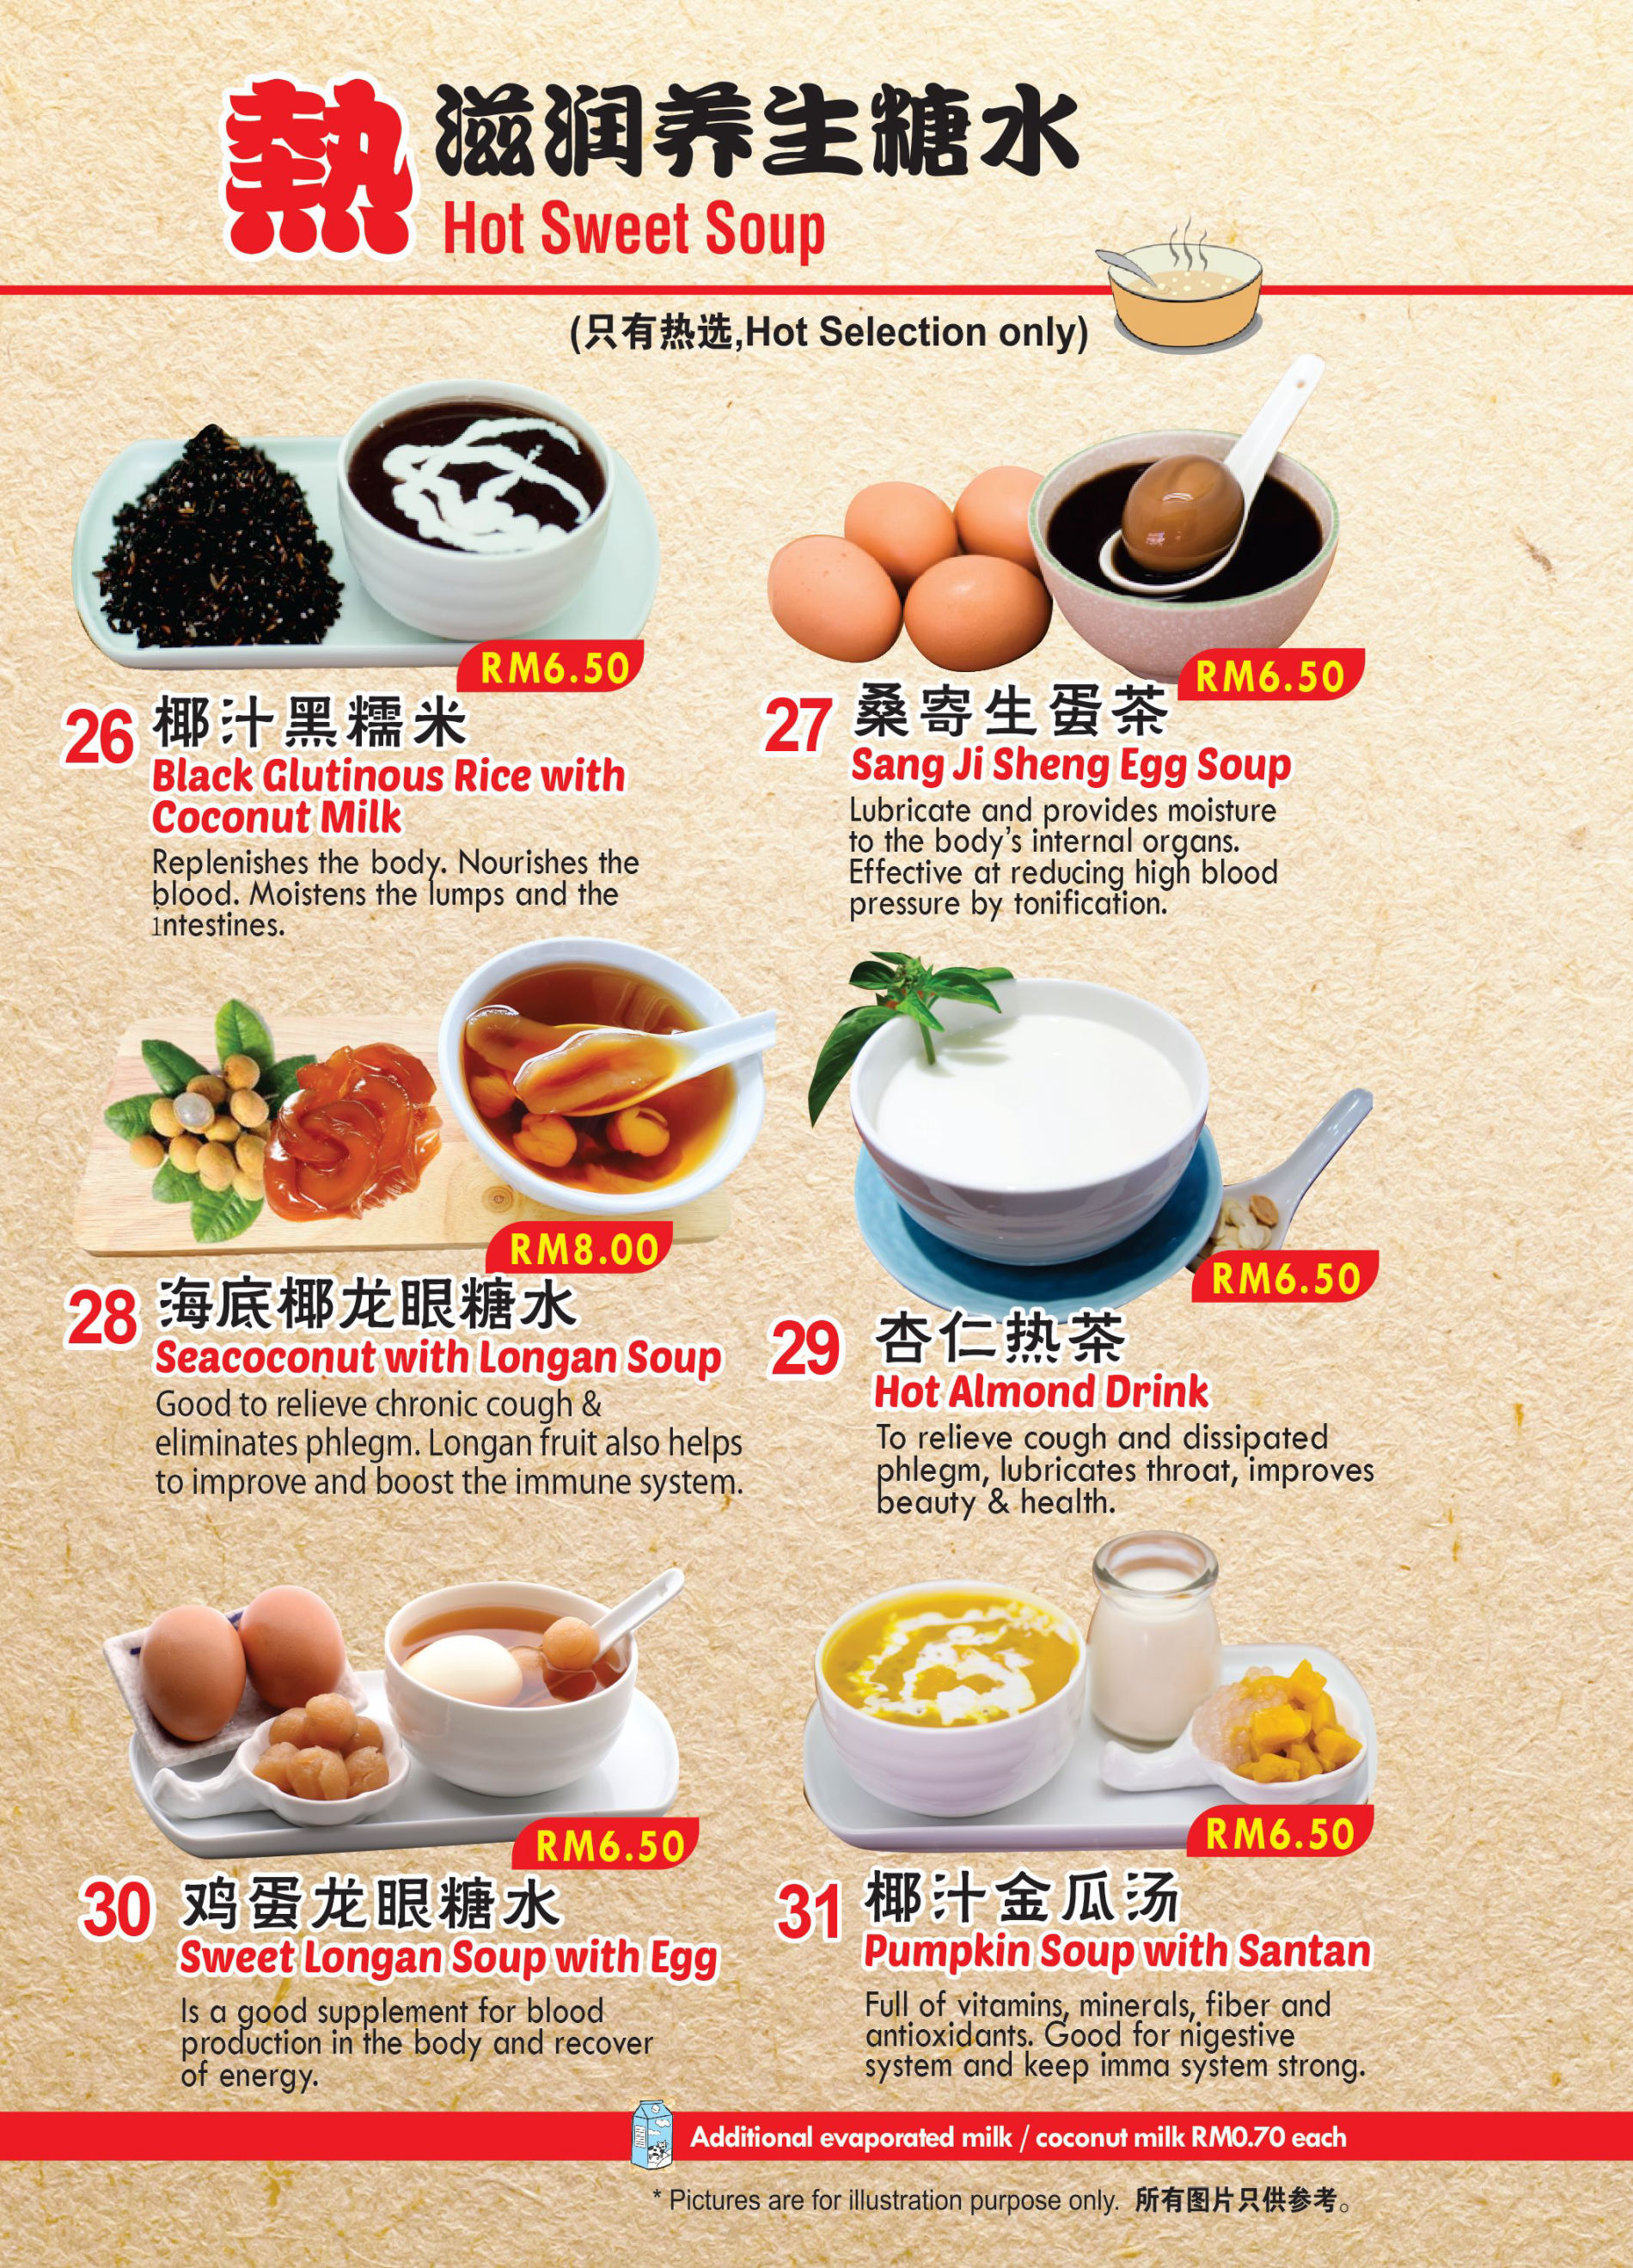 熱 滋润养生糖水
Hot Sweet Soup
(只有热选,Hot Selection only)
RM6.50
26 椰汁黑糯米
Black Glutinous Rice with
Coconut Milk
Replenishes the body. Nourishes the
blood. Moistens the lumps and the
intestines.
RM6.50
27 桑寄生蛋茶
Sang Ji Sheng Egg Soup
Lubricate and provides moisture
to the body's internal organs.
Effective at reducing high blood
pressure by tonification.
RM8.00
28 海底椰龙眼糖水
Seacoconut with Longan Soup
Good to relieve chronic cough &
eliminates phlegm. Longan fruit also helps
to improve and boost the immune system.
RM6.50
29 杏仁热茶
Hot Almond Drink
To relieve cough and dissipated
phlegm, lubricates throat, improves
beauty & health.
RM6.50
30 鸡蛋龙眼糖水
Sweet Longan Soup with Egg
Is a good supplement for blood
production in the body and recover
of energy.
RM6.50
31 椰汁金瓜汤
Pumpkin Soup with Santan
Full of vitamins, minerals, fiber and
antioxidants. Good for nigestive
system and keep imma system strong.
Additional evaporated milk / coconut milk RM0.70 each
* Pictures are for illustration purpose only. 所有图片只供参考。